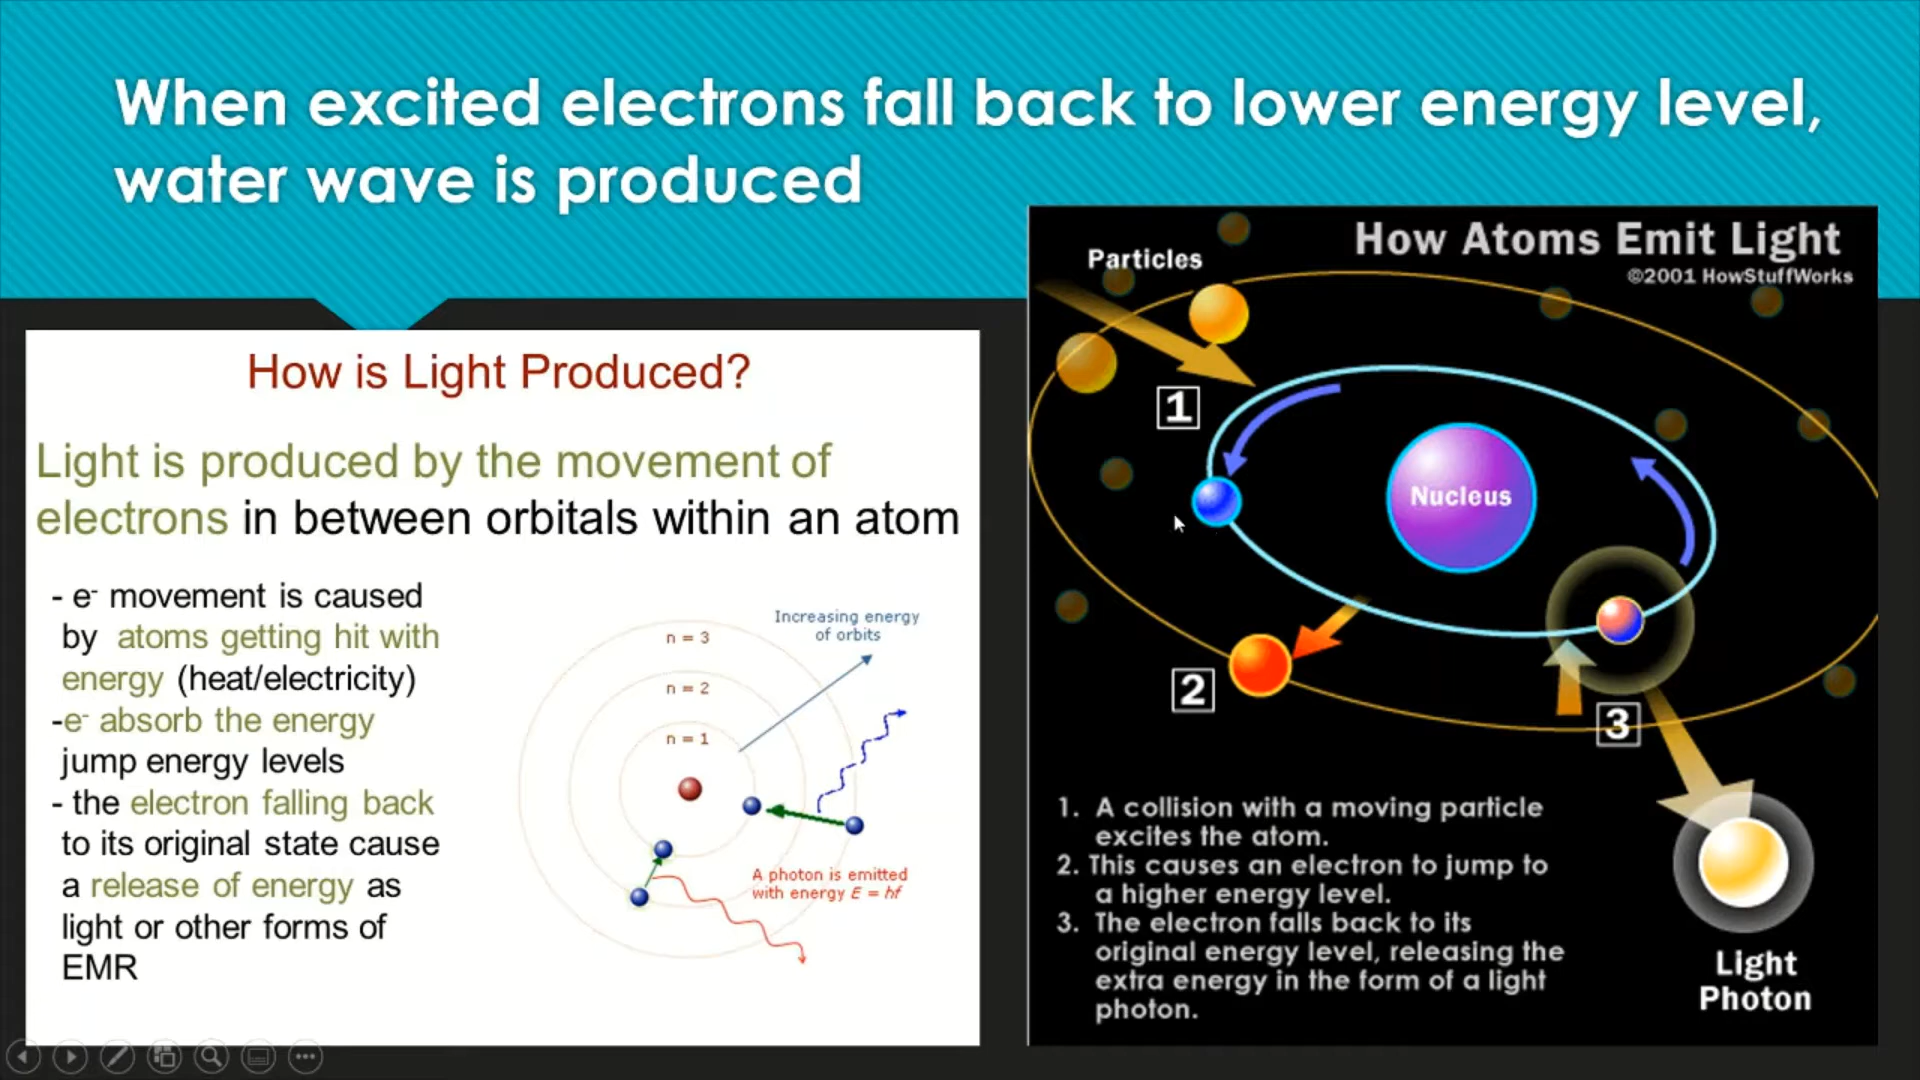 When excited electrons fall back to lower energy level,
water wave is produced
How is Light Produced?
Light is produced by the movement of
electrons in between orbitals within an atom
- e- movement is caused
by atoms getting hit with
energy (heat/electricity)
-e- absorb the energy
jump energy levels
- the electron falling back
to its original state cause
a release of energy as
light or other forms of
EMR
Increasing energy
of orbits
n = 3
n = 2
n = 1
A photon is emitted
with energy E = hf
How Atoms Emit Light
©2001 HowStuffWorks
Particles
1
Nucleus
2
3
1. A collision with a moving particle
excites the atom.
2. This causes an electron to jump to
a higher energy level.
3. The electron falls back to its
original energy level, releasing the
extra energy in the form of a light
photon.
Light
Photon